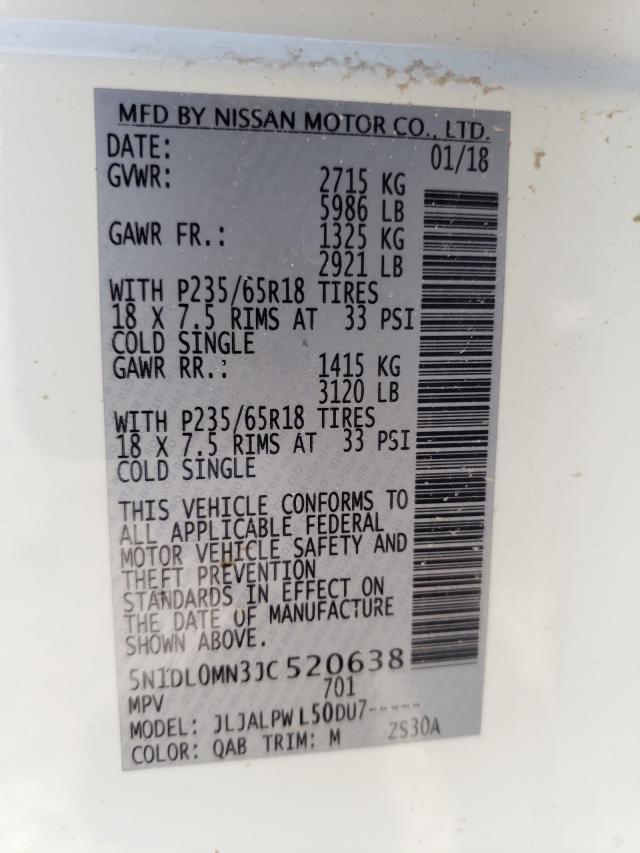 MFD BY NISSAN MOTOR CO., LTD.
DATE: 01/18
GVWR: 2715 KG
5986 LB
GAWR FR.: 1325 KG
2921 LB
WITH P235/65R18 TIRES
18 X 7.5 RIMS AT 33 PSI
COLD SINGLE
GAWR RR.: 1415 KG
3120 LB
WITH P235/65R18 TIRES
18 X 7.5 RIMS AT 33 PSI
COLD SINGLE
THIS VEHICLE CONFORMS TO
ALL APPLICABLE FEDERAL
MOTOR VEHICLE SAFETY AND
THEFT PREVENTION
STANDARDS IN EFFECT ON
THE DATE OF MANUFACTURE
SHOWN ABOVE.
5N1DL0MN3JC 520638
MPV 701
MODEL: JLJALPW L50DU7-----
COLOR: QAB TRIM: M ZS30A